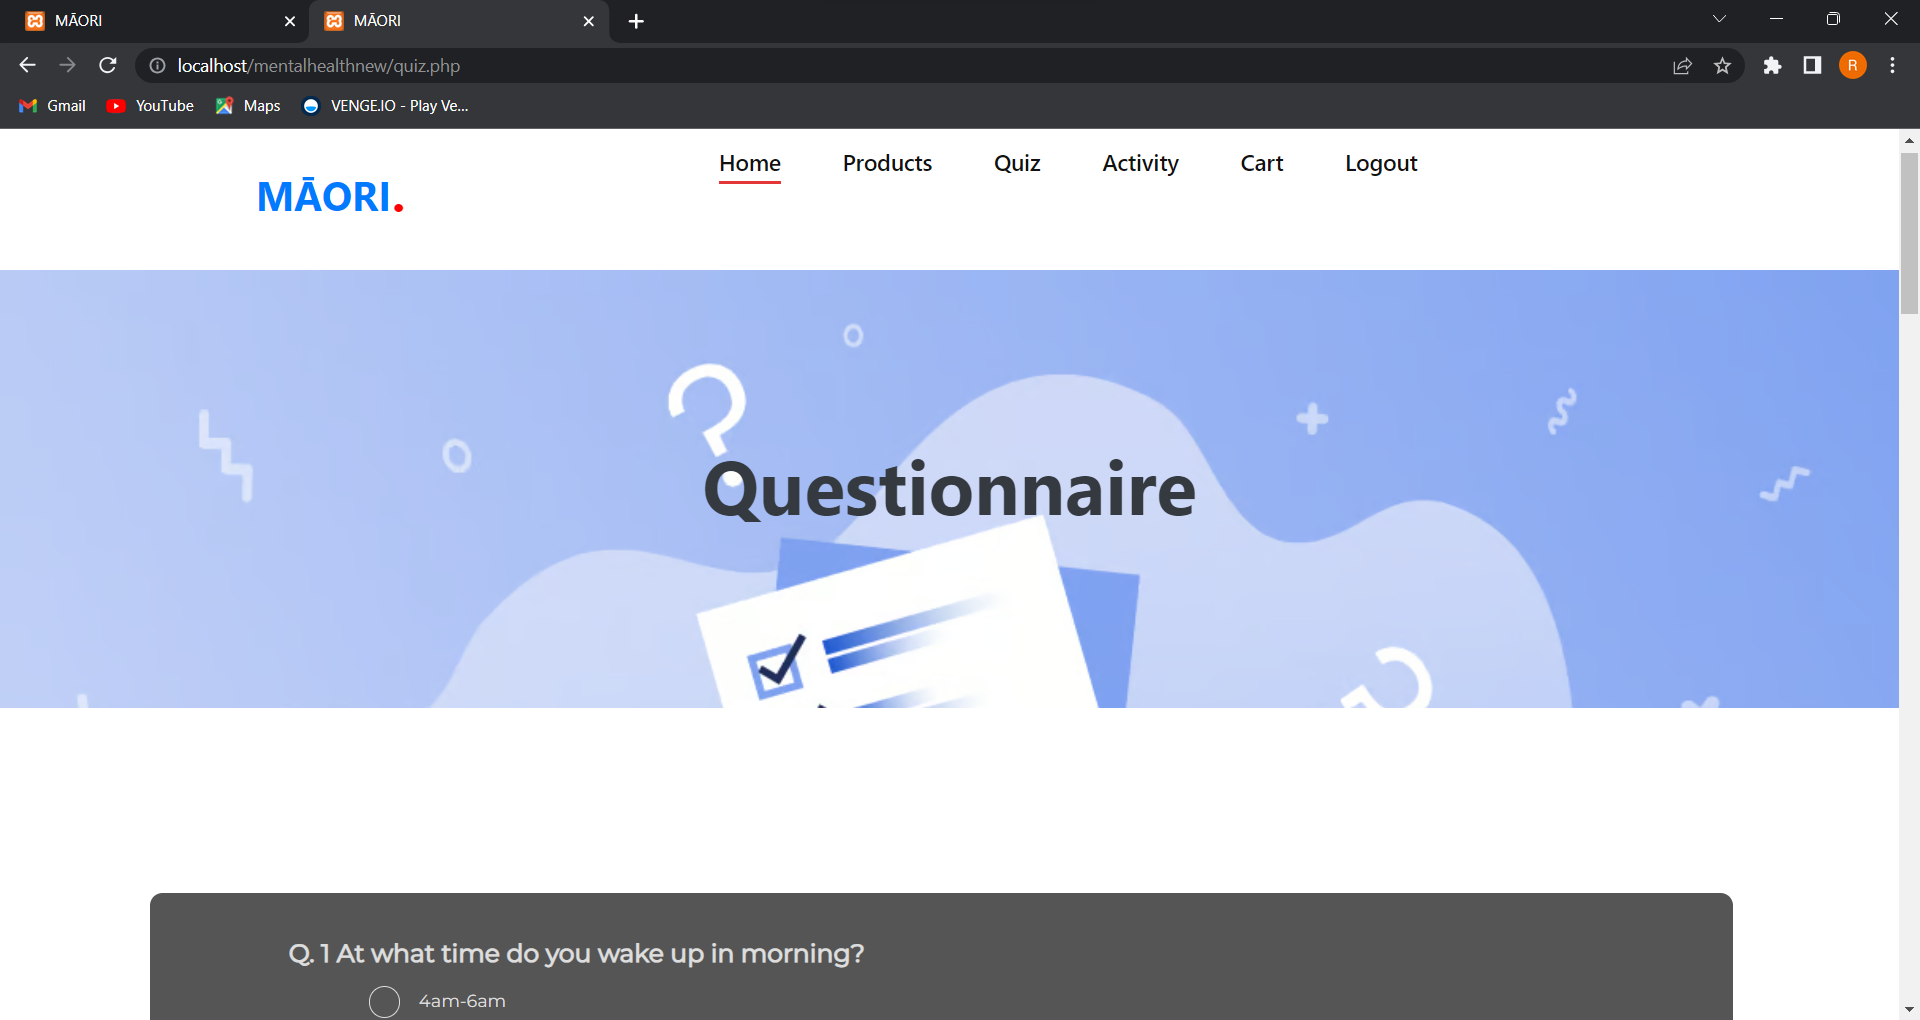 MĀORI
MĀORI
localhost/mentalhealthnew/quiz.php
R
Gmail
YouTube
Maps
VENGE.IO - Play Ve...
MĀORI.
Home
Products
Quiz
Activity
Cart
Logout
Questionnaire
Q. 1 At what time do you wake up in morning?
4am-6am